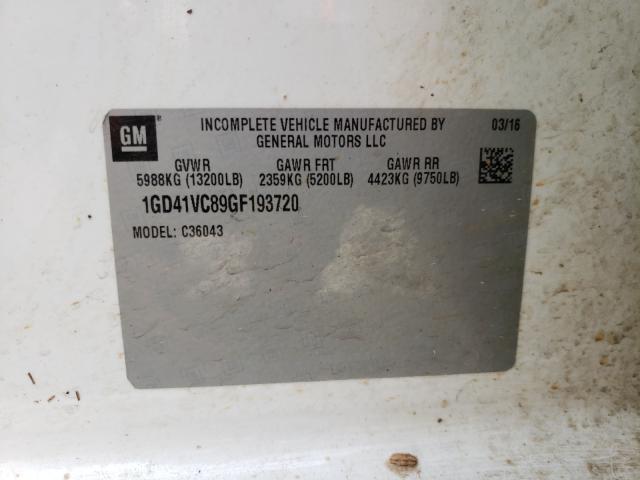 GM
INCOMPLETE VEHICLE MANUFACTURED BY
GENERAL MOTORS LLC
03/16
GVWR GAWR FRT GAWR RR
5988KG (13200LB) 2359KG (5200LB) 4423KG (9750LB)
1GD41VC89GF193720
MODEL: C36043